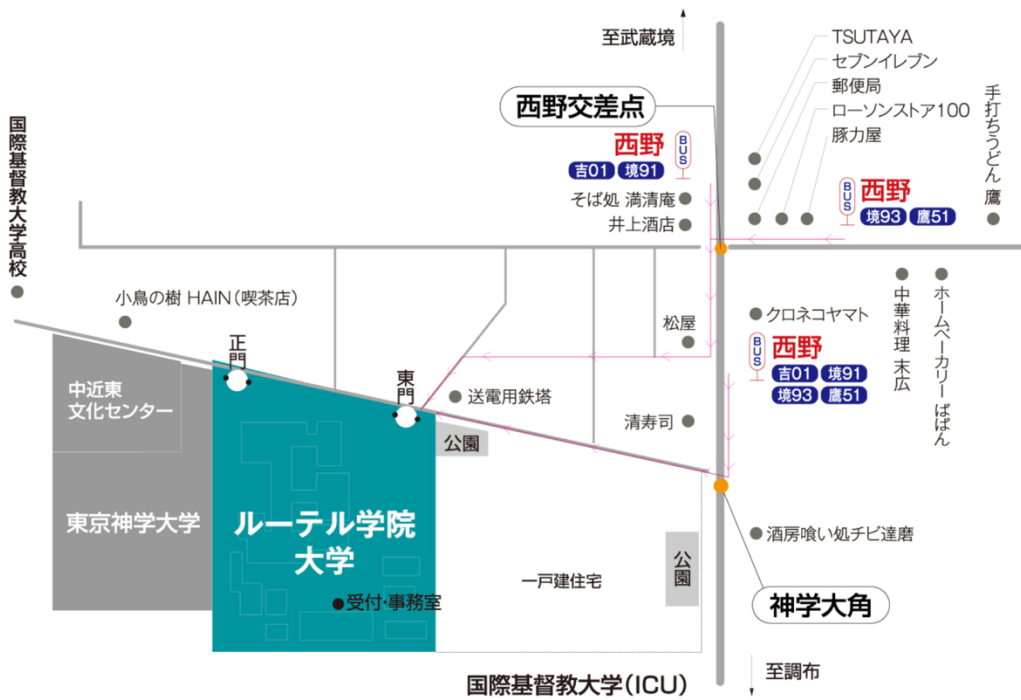 至武蔵境
TSUTAYA
セブンイレブン
郵便局
ローソンストア100
豚力屋
手打ちうどん 鷹
西野交差点
西野
BUS
吉01 境91
西野
BUS
境93 鷹51
そば処 満清庵
井上酒店
国際基督教大学高校
小鳥の樹 HAIN(喫茶店)
クロネコヤマト
中華料理 末広
ホームベーカリー ぱぱん
松屋
西野
BUS
吉01 境91
境93 鷹51
正門
東門
送電用鉄塔
清寿司
公園
中近東
文化センター
東京神学大学
ルーテル学院
大学
受付・事務室
一戸建住宅
公園
酒房喰い処チビ達磨
神学大角
国際基督教大学(ICU)
至調布